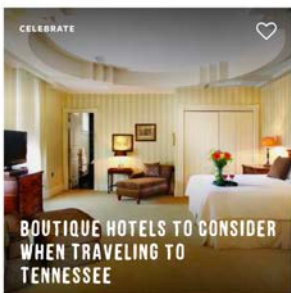 CELEBRATE
BOUTIQUE HOTELS TO CONSIDER
WHEN TRAVELING TO
TENNESSEE